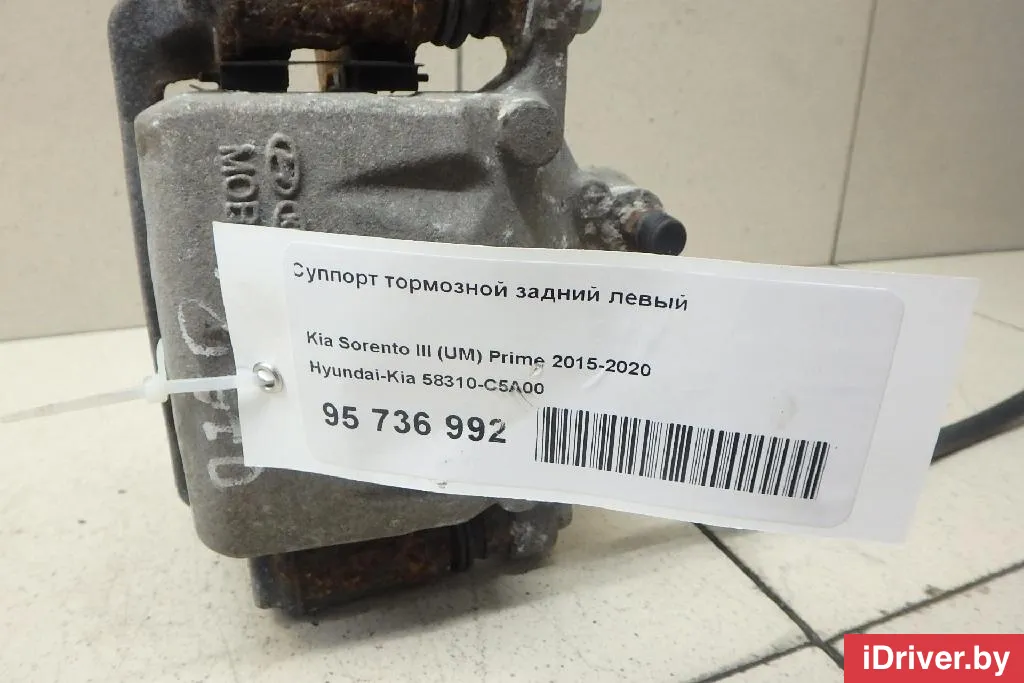 MOB
Суппорт тормозной задний левый
Kia Sorento III (UM) Prime 2015-2020
Hyundai-Kia 58310-C5A00
95 736 992
iDriver.by